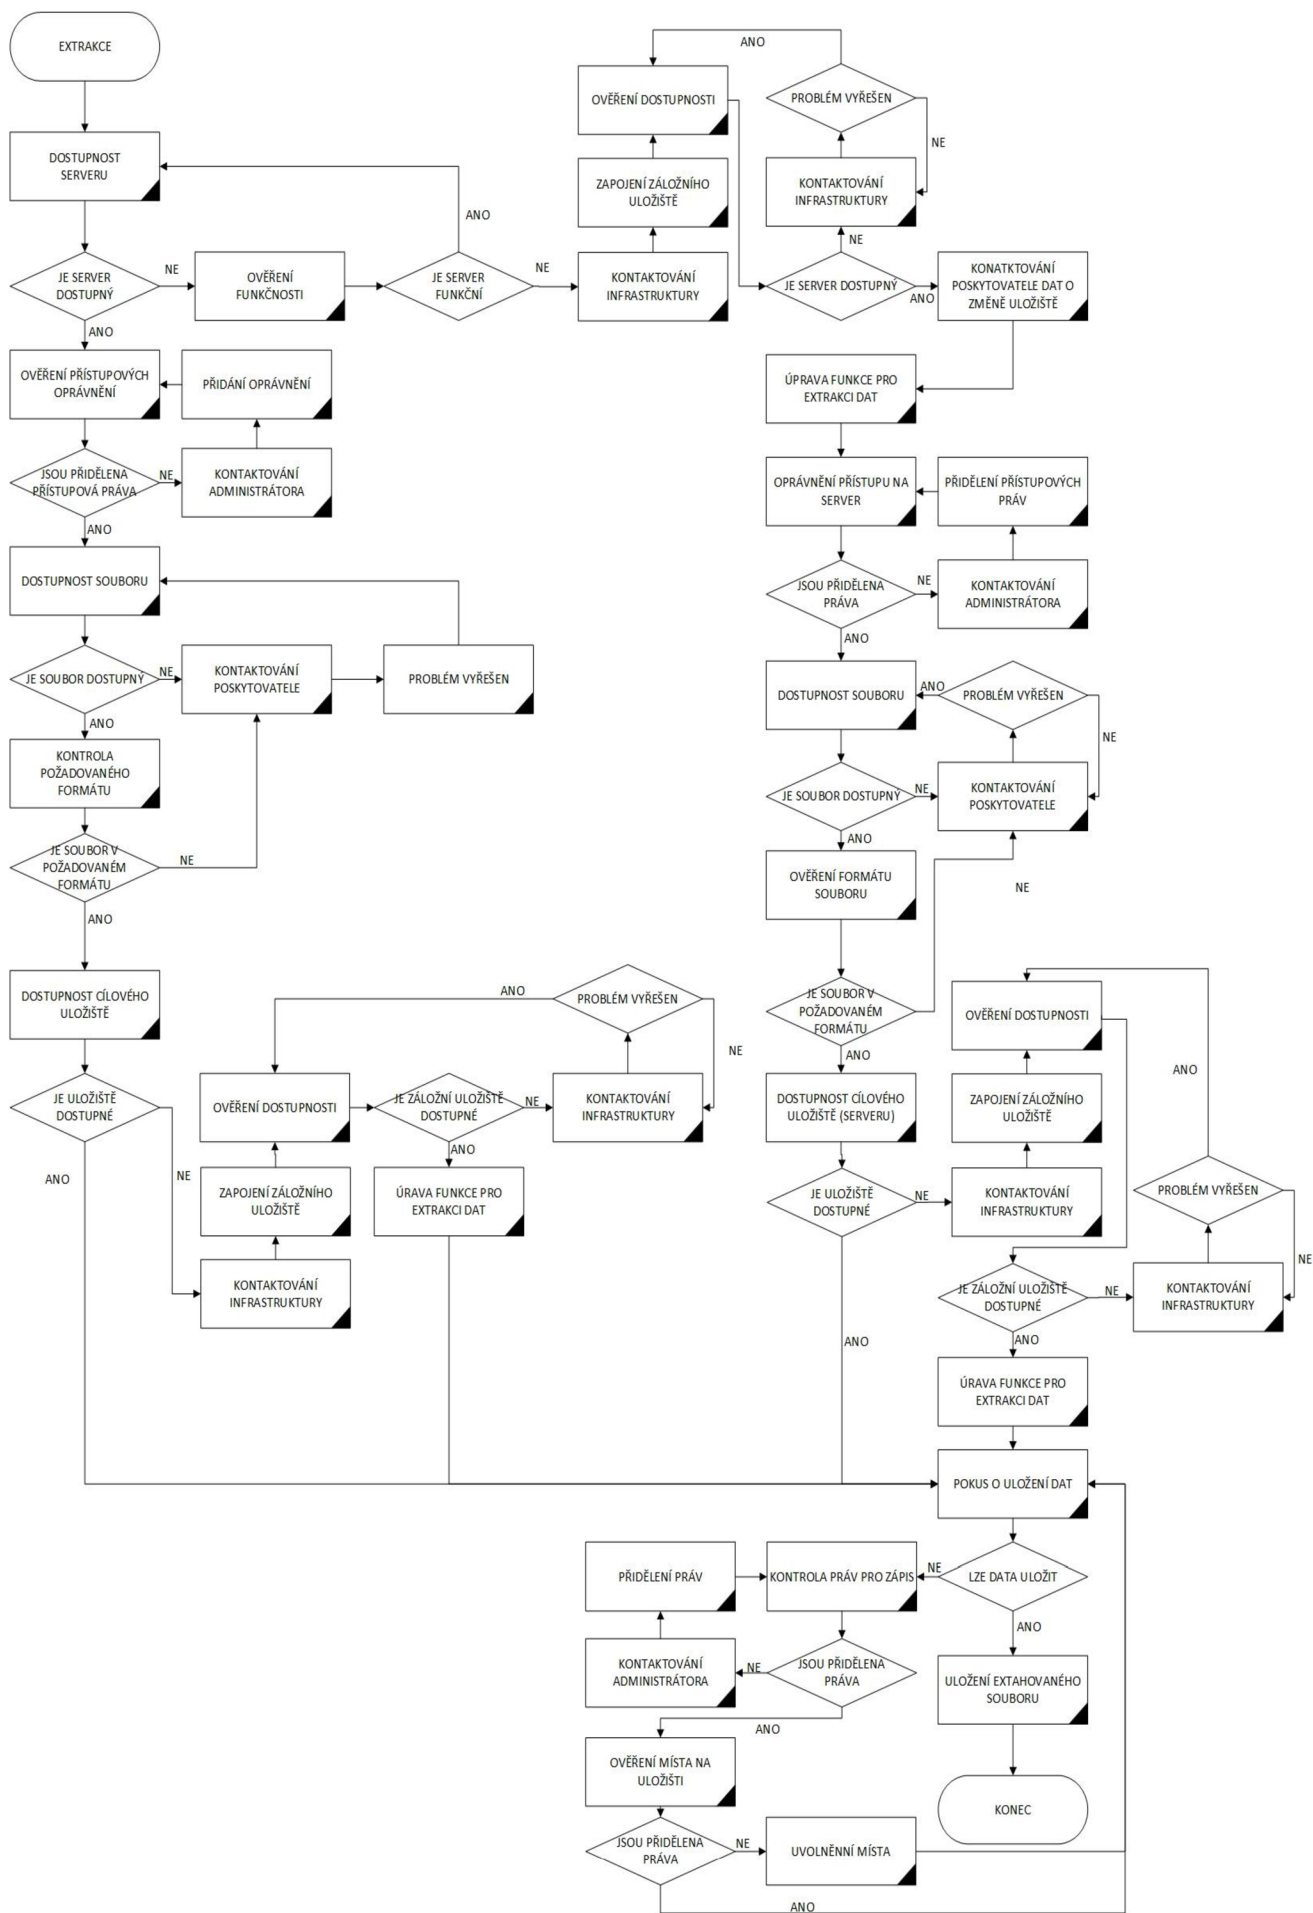 EXTRAKCE
DOSTUPNOST
SERVERU
JE SERVER
DOSTUPNÝ
NE
OVĚŘENÍ
FUNKČNOSTI
JE SERVER
FUNKČNÍ
ANO
NE
KONTAKTOVÁNÍ
INFRASTRUKTURY
ZAPOJENÍ ZÁLOŽNÍHO
ULOŽIŠTĚ
OVĚŘENÍ DOSTUPNOSTI
ANO
PROBLÉM VYŘEŠEN
NE
KONTAKTOVÁNÍ
INFRASTRUKTURY
NE
JE SERVER DOSTUPNÝ
ANO
KONATKTOVÁNÍ
POSKYTOVATELE DAT O
ZMĚNĚ ULOŽIŠTĚ
ANO
OVĚŘENÍ PŘÍSTUPOVÝCH
OPRÁVNĚNÍ
PŘIDÁNÍ OPRÁVNĚNÍ
JSOU PŘIDĚLENA
PŘÍSTUPOVÁ PRÁVA
NE
KONTAKTOVÁNÍ
ADMINISTRÁTORA
ANO
DOSTUPNOST SOUBORU
JE SOUBOR DOSTUPNÝ
NE
KONTAKTOVÁNÍ
POSKYTOVATELE
PROBLÉM VYŘEŠEN
ANO
KONTROLA
POŽADOVANÉHO
FORMÁTU
JE SOUBOR V
POŽADOVANÉM
FORMÁTU
NE
ANO
DOSTUPNOST CÍLOVÉHO
ULOŽIŠTĚ
JE ULOŽIŠTĚ
DOSTUPNÉ
ANO
NE
OVĚŘENÍ DOSTUPNOSTI
ZAPOJENÍ ZÁLOŽNÍHO
ULOŽIŠTĚ
KONTAKTOVÁNÍ
INFRASTRUKTURY
JE ZÁLOŽNÍ ULOŽIŠTĚ
DOSTUPNÉ
NE
KONTAKTOVÁNÍ
INFRASTRUKTURY
ANO
PROBLÉM VYŘEŠEN
NE
ANO
ÚRAVA FUNKCE PRO
EXTRAKCI DAT
ÚPRAVA FUNKCE PRO
EXTRAKCI DAT
OPRÁVNĚNÍ PŘÍSTUPU NA
SERVER
PŘIDĚLENÍ PŘÍSTUPOVÝCH
PRÁV
JSOU PŘIDĚLENA
PRÁVA
NE
KONTAKTOVÁNÍ
ADMINISTRÁTORA
ANO
DOSTUPNOST SOUBORU
ANO
PROBLÉM VYŘEŠEN
NE
JE SOUBOR DOSTUPNÝ
NE
KONTAKTOVÁNÍ
POSKYTOVATELE
ANO
OVĚŘENÍ FORMÁTU
SOUBORU
NE
JE SOUBOR V
POŽADOVANÉM
FORMÁTU
ANO
DOSTUPNOST CÍLOVÉHO
ULOŽIŠTĚ (SERVERU)
JE ULOŽIŠTĚ
DOSTUPNÉ
NE
KONTAKTOVÁNÍ
INFRASTRUKTURY
ZAPOJENÍ ZÁLOŽNÍHO
ULOŽIŠTĚ
OVĚŘENÍ DOSTUPNOSTI
ANO
PROBLÉM VYŘEŠEN
NE
JE ZÁLOŽNÍ ULOŽIŠTĚ
DOSTUPNÉ
NE
KONTAKTOVÁNÍ
INFRASTRUKTURY
ANO
ANO
ÚRAVA FUNKCE PRO
EXTRAKCI DAT
POKUS O ULOŽENÍ DAT
LZE DATA ULOŽIT
NE
KONTROLA PRÁV PRO ZÁPIS
PŘIDĚLENÍ PRÁV
ANO
JSOU PŘIDĚLENA
PRÁVA
NE
KONTAKTOVÁNÍ
ADMINISTRÁTORA
ULOŽENÍ EXTAHOVANÉHO
SOUBORU
ANO
OVĚŘENÍ MÍSTA NA
ULOŽIŠTI
KONEC
JSOU PŘIDĚLENA
PRÁVA
NE
UVOLNĚNNÍ MÍSTA
ANO